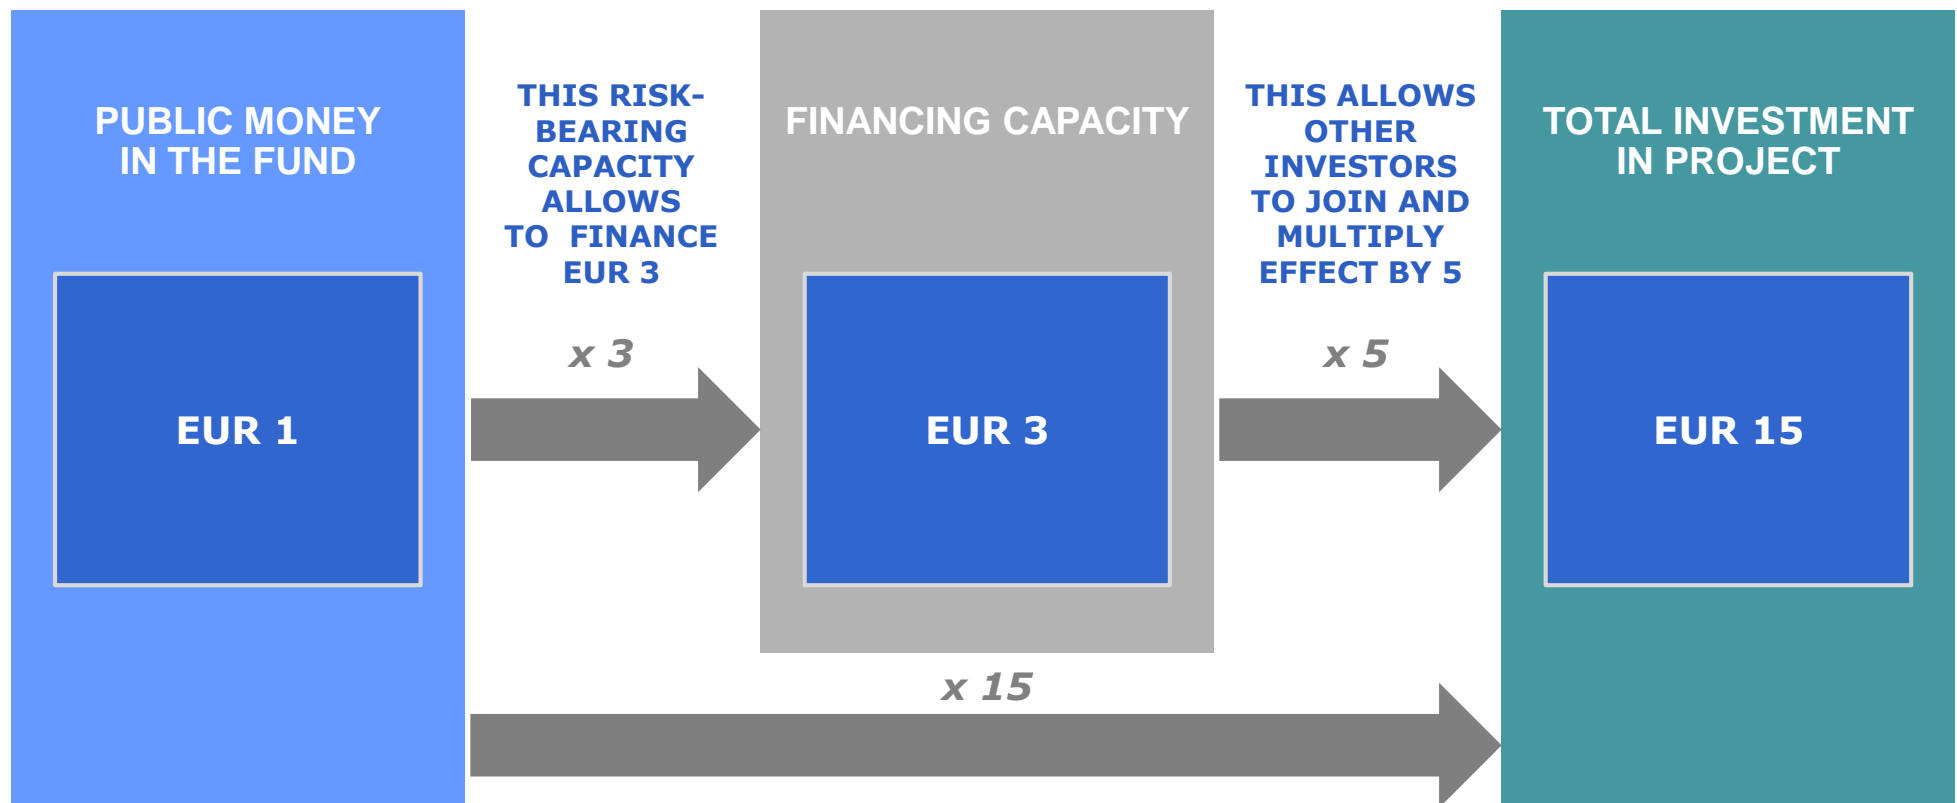 PUBLIC MONEY
IN THE FUND
EUR 1
THIS RISK-
BEARING
CAPACITY
ALLOWS
TO FINANCE
EUR 3
x 3
FINANCING CAPACITY
EUR 3
THIS ALLOWS
OTHER
INVESTORS
TO JOIN AND
MULTIPLY
EFFECT BY 5
x 5
TOTAL INVESTMENT
IN PROJECT
EUR 15
x 15